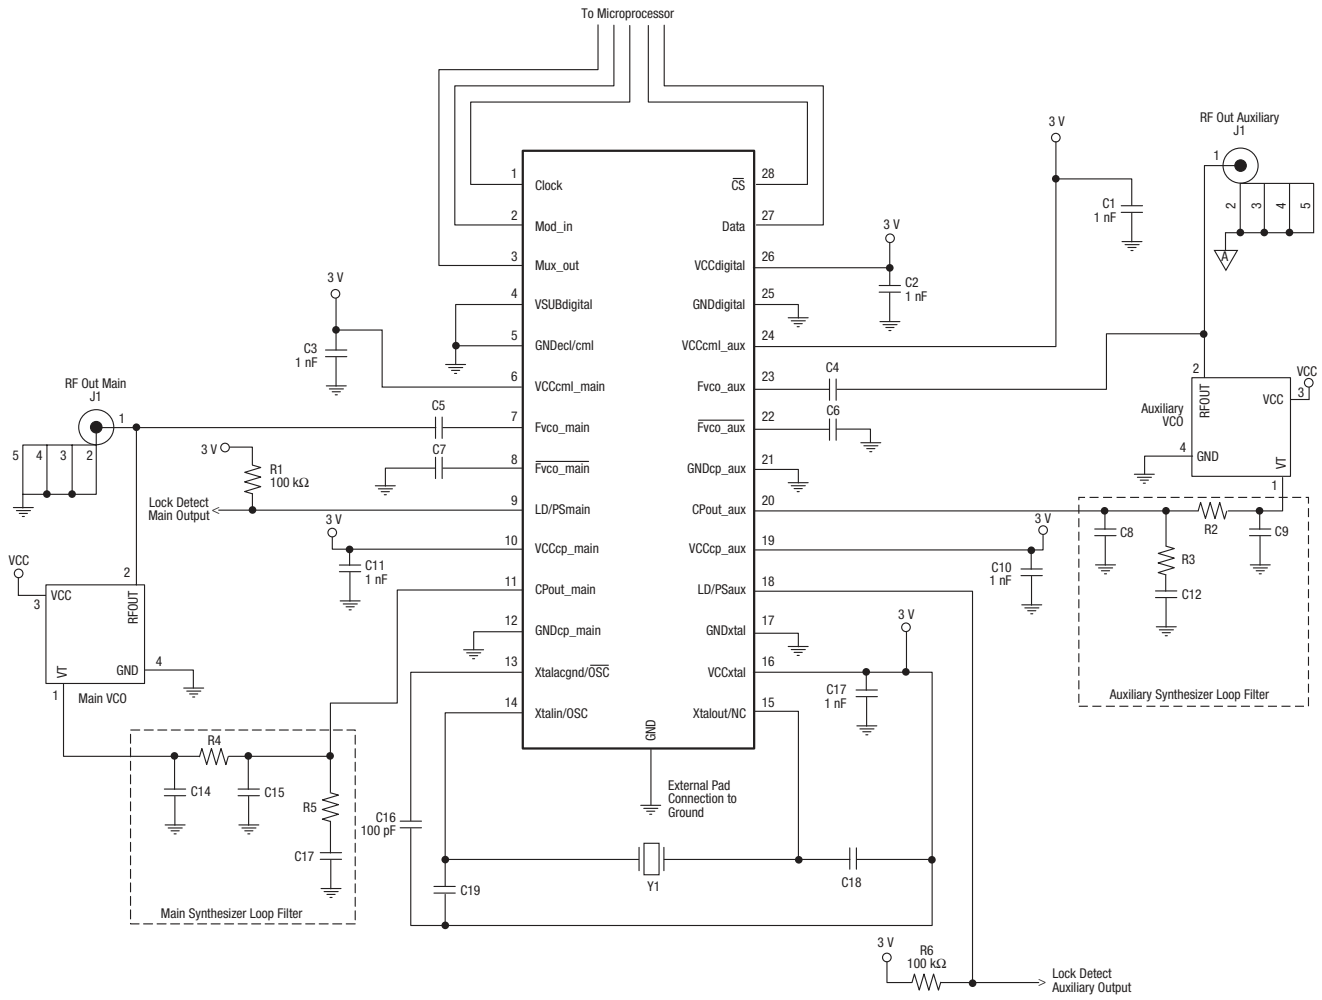 To Microprocessor
3 V
RF Out Auxiliary
J1
1
2
3
4
5
A
C1
1 nF
1
Clock
2
Mod_in
3
Mux_out
4
VSUBdigital
5
GNDecl/cml
6
VCCcml_main
7
Fvco_main
8
Fvco_main
9
LD/PSmain
10
VCCcp_main
11
CPout_main
12
GNDcp_main
13
Xtalacgnd/OSC
14
Xtalin/OSC
28
CS
27
Data
26
VCCdigital
25
GNDdigital
24
VCCcml_aux
23
Fvco_aux
22
Fvco_aux
21
GNDcp_aux
20
CPout_aux
19
VCCcp_aux
18
LD/PSaux
17
GNDxtal
16
VCCxtal
15
Xtalout/NC
GND
External Pad
Connection to
Ground
3 V
C2
1 nF
3 V
C3
1 nF
C4
C6
RF Out Main
J1
1
5
4
3
2
C5
C7
3 V
R1
100 kΩ
Lock Detect
Main Output
3 V
C11
1 nF
VCC
3
VCC
2
RFOUT
VT
GND
4
1
Main VCO
R4
C14
C15
R5
C17
Main Synthesizer Loop Filter
C16
100 pF
C19
Y1
C18
3 V
C17
1 nF
3 V
C10
1 nF
2
RFOUT
VCC
VCC
3
Auxiliary
VCO
4
GND
VT
1
C8
R2
C9
R3
C12
Auxiliary Synthesizer Loop Filter
3 V
R6
100 kΩ
Lock Detect
Auxiliary Output